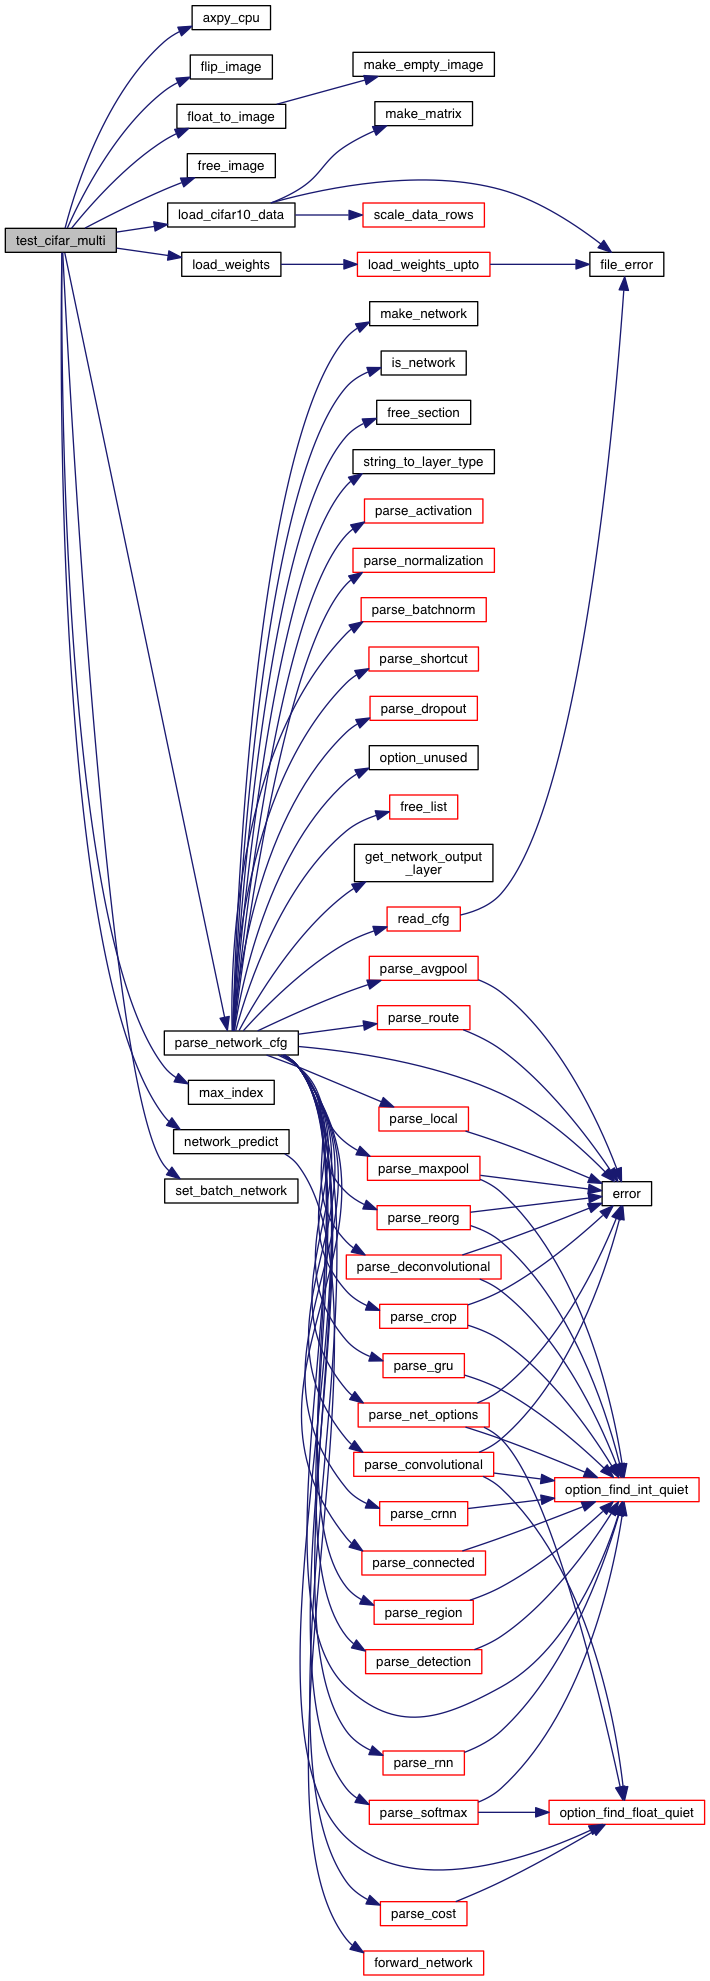 axpy_cpu
flip_image
make_empty_image
float_to_image
make_matrix
free_image
load_cifar10_data
scale_data_rows
test_cifar_multi
load_weights
load_weights_upto
file_error
make_network
is_network
free_section
string_to_layer_type
parse_activation
parse_normalization
parse_batchnorm
parse_shortcut
parse_dropout
option_unused
free_list
get_network_output
_layer
read_cfg
parse_avgpool
parse_route
parse_network_cfg
max_index
parse_local
network_predict
parse_maxpool
set_batch_network
error
parse_reorg
parse_deconvolutional
parse_crop
parse_gru
parse_net_options
parse_convolutional
option_find_int_quiet
parse_crnn
parse_connected
parse_region
parse_detection
parse_rnn
parse_softmax
option_find_float_quiet
parse_cost
forward_network